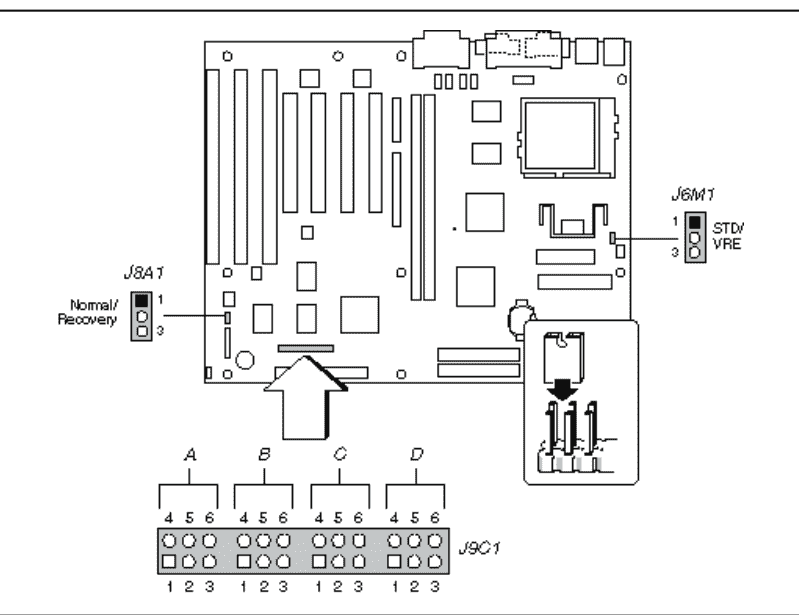 J6M1
1
STD/
VRE
3
J8A1
1
Normal/
Recovery
3
A B C D
4 5 6 4 5 6 4 5 6 4 5 6
J9C1
1 2 3 1 2 3 1 2 3 1 2 3